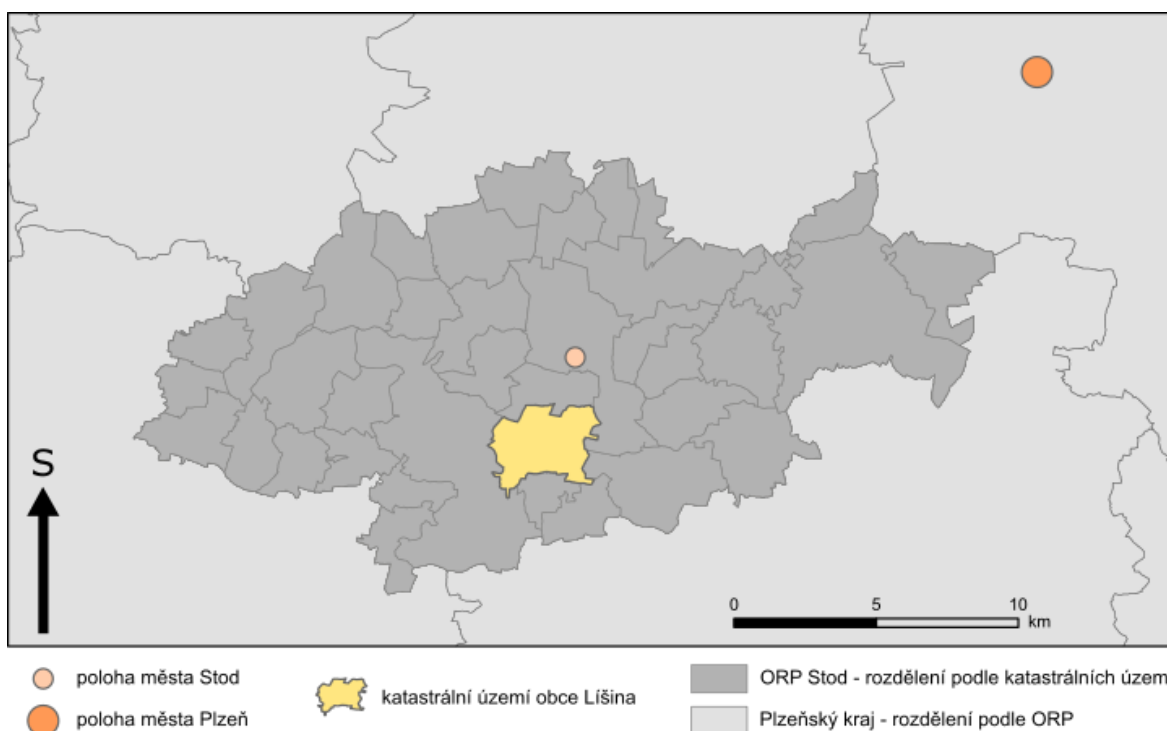 S
0 5 10
km
poloha města Stod
poloha města Plzeň
katastrální území obce Líšina
ORP Stod - rozdělení podle katastrálních územ
Plzeňský kraj - rozdělení podle ORP